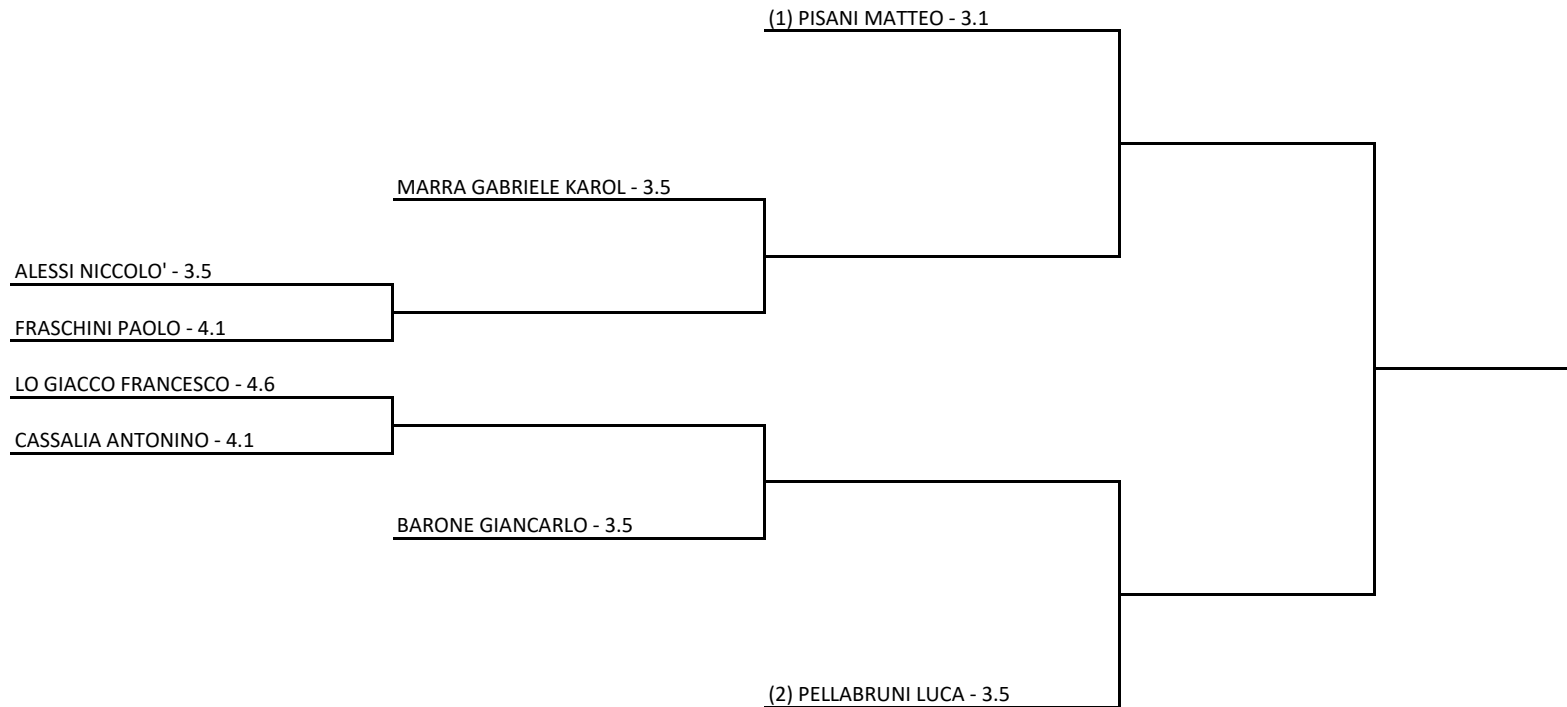 (1) PISANI MATTEO - 3.1
MARRA GABRIELE KAROL - 3.5
ALESSI NICCOLO' - 3.5
FRASCHINI PAOLO - 4.1
LO GIACCO FRANCESCO - 4.6
CASSALIA ANTONINO - 4.1
BARONE GIANCARLO - 3.5
(2) PELLABRUNI LUCA - 3.5